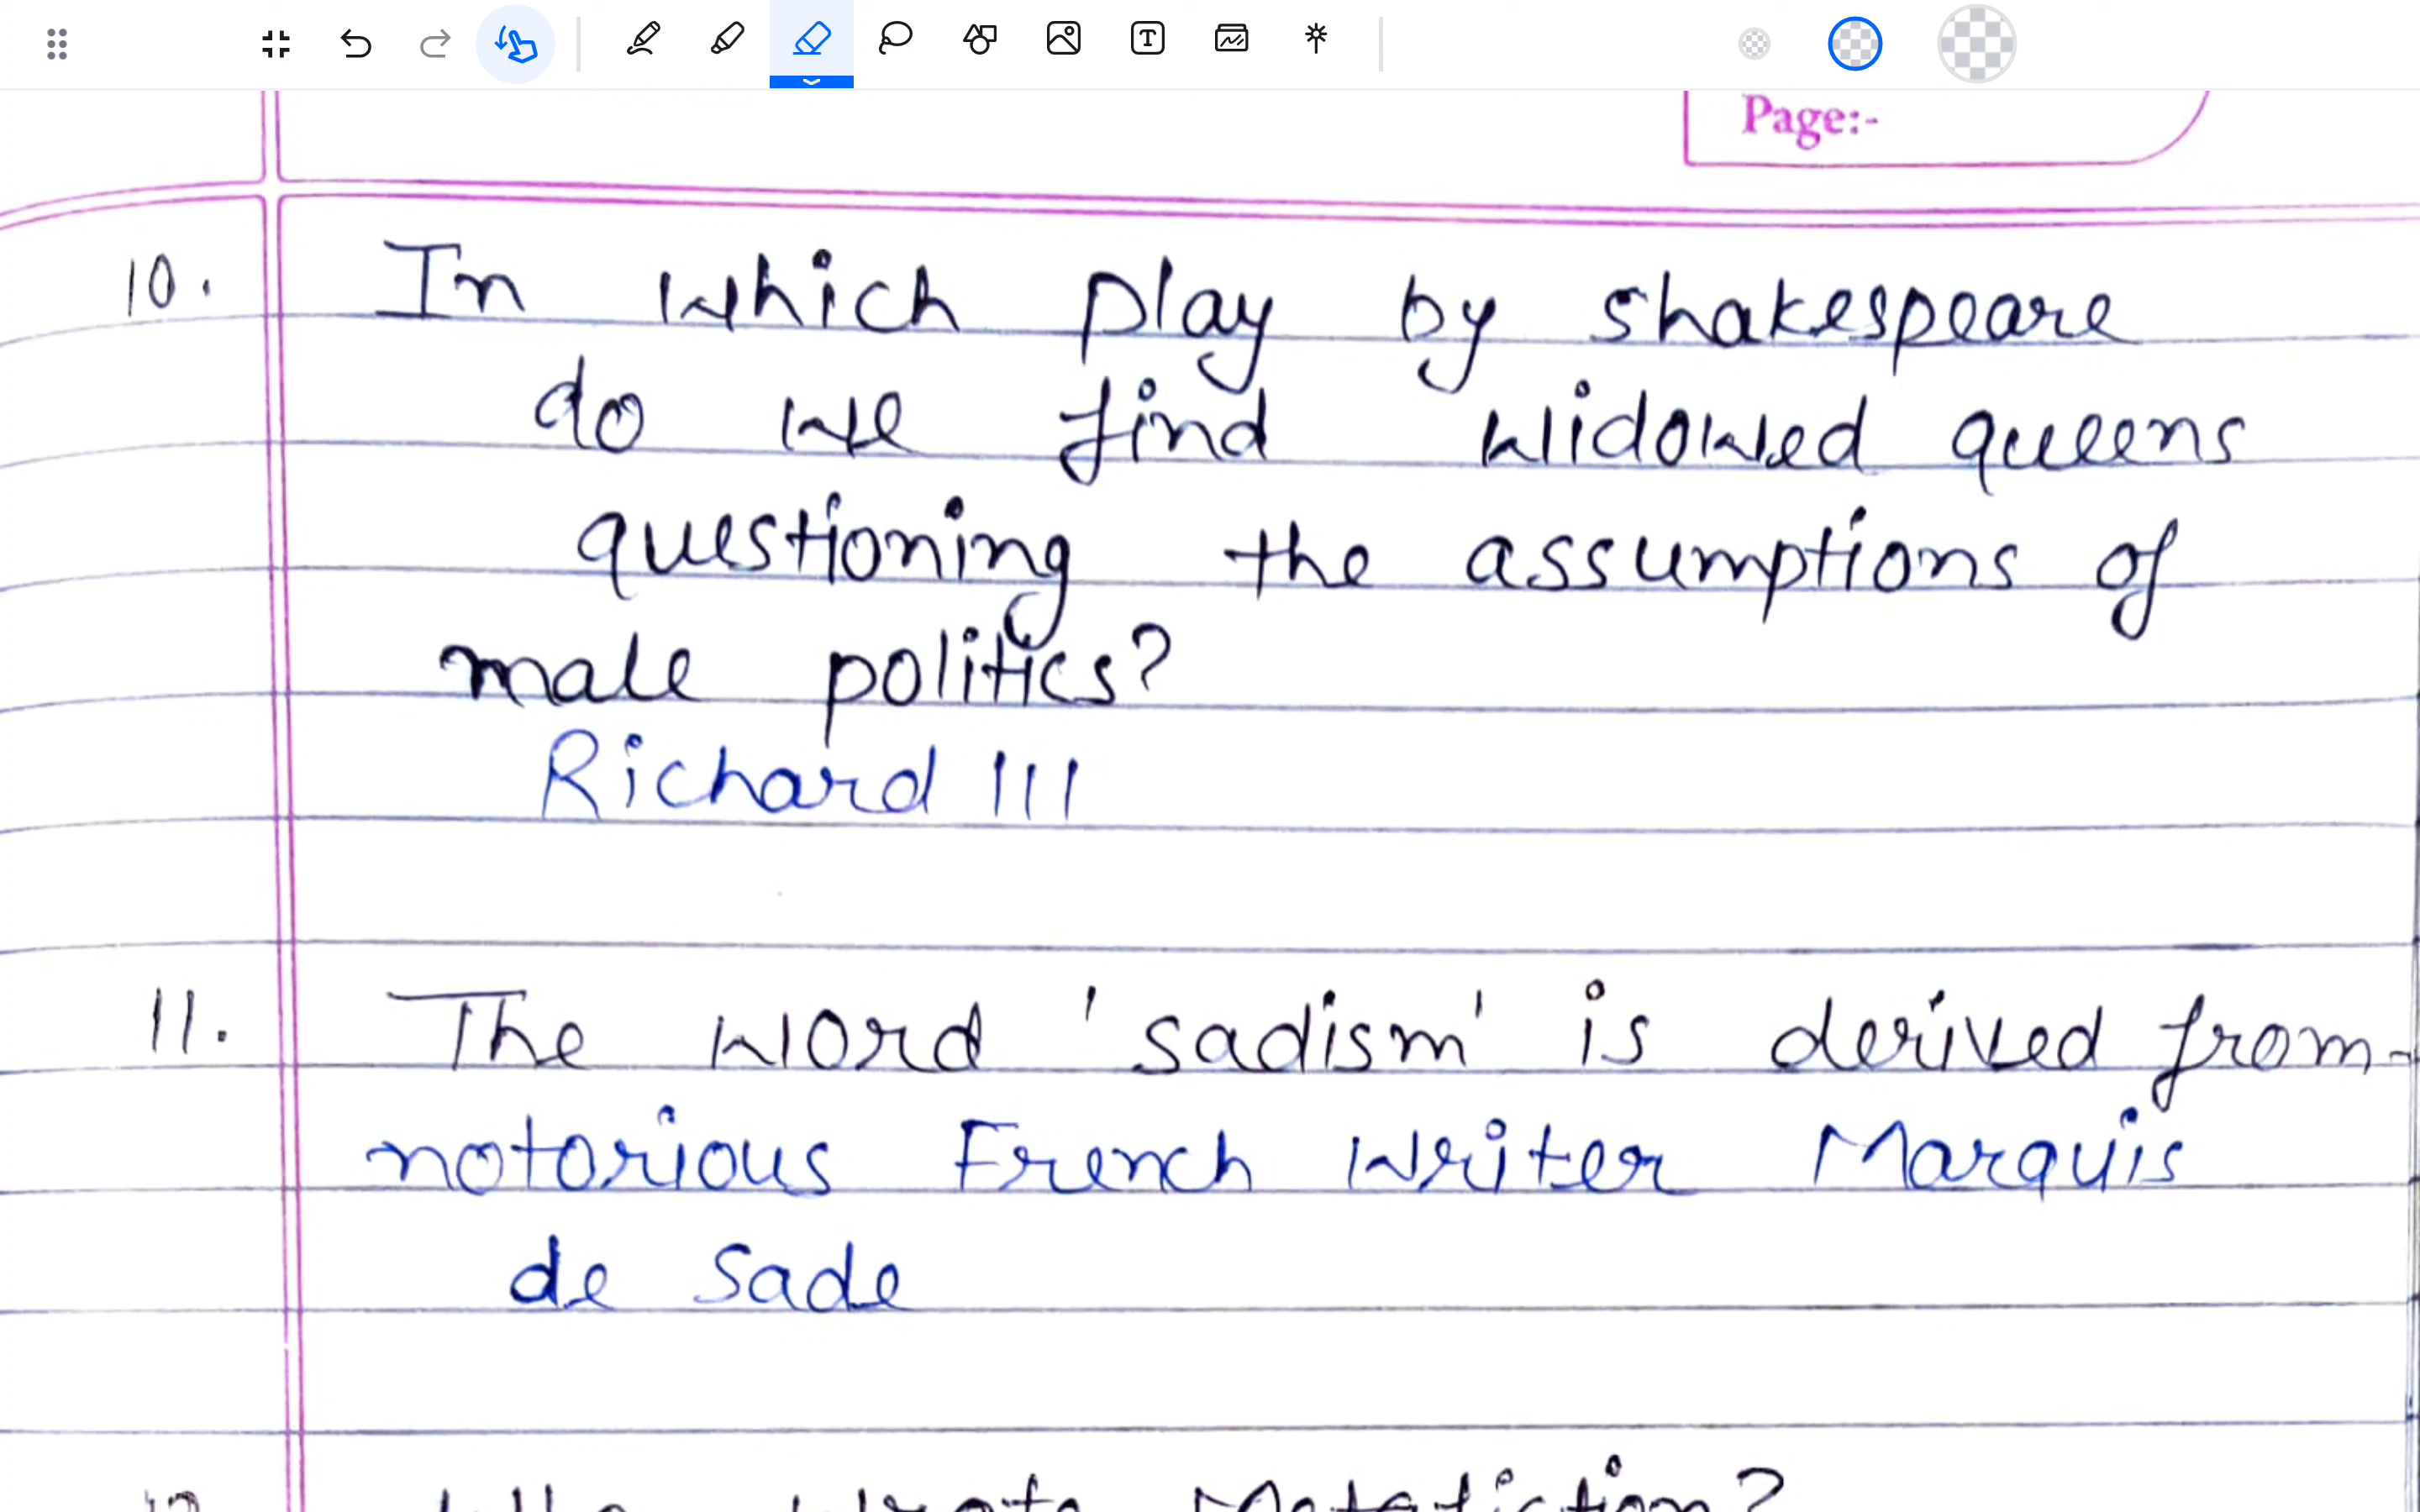 Page:-
10. In which play by shakespeare
do we find widowed queens
questioning the assumptions of
male politics?
Richard III
11. The word 'sadism' is derived from-
notorious French writer Marquis
de Sade
Metafiction?